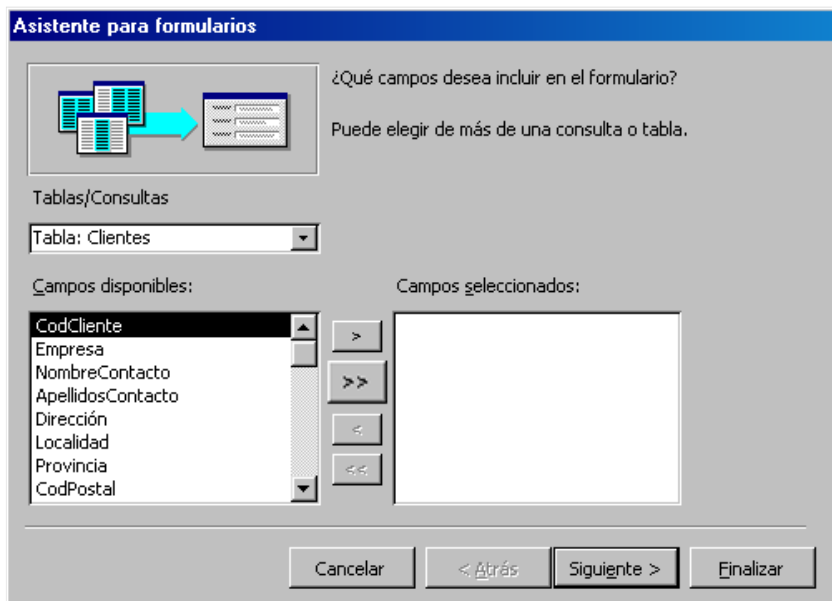 Asistente para formularios
¿Qué campos desea incluir en el formulario?
Puede elegir de más de una consulta o tabla.
Tablas/Consultas
Tabla: Clientes
Campos disponibles:
Campos seleccionados:
CodCliente
Empresa
NombreContacto
ApellidosContacto
Dirección
Localidad
Provincia
CodPostal
>
>>
<
<<
Cancelar
< Atrás
Siguiente >
Finalizar